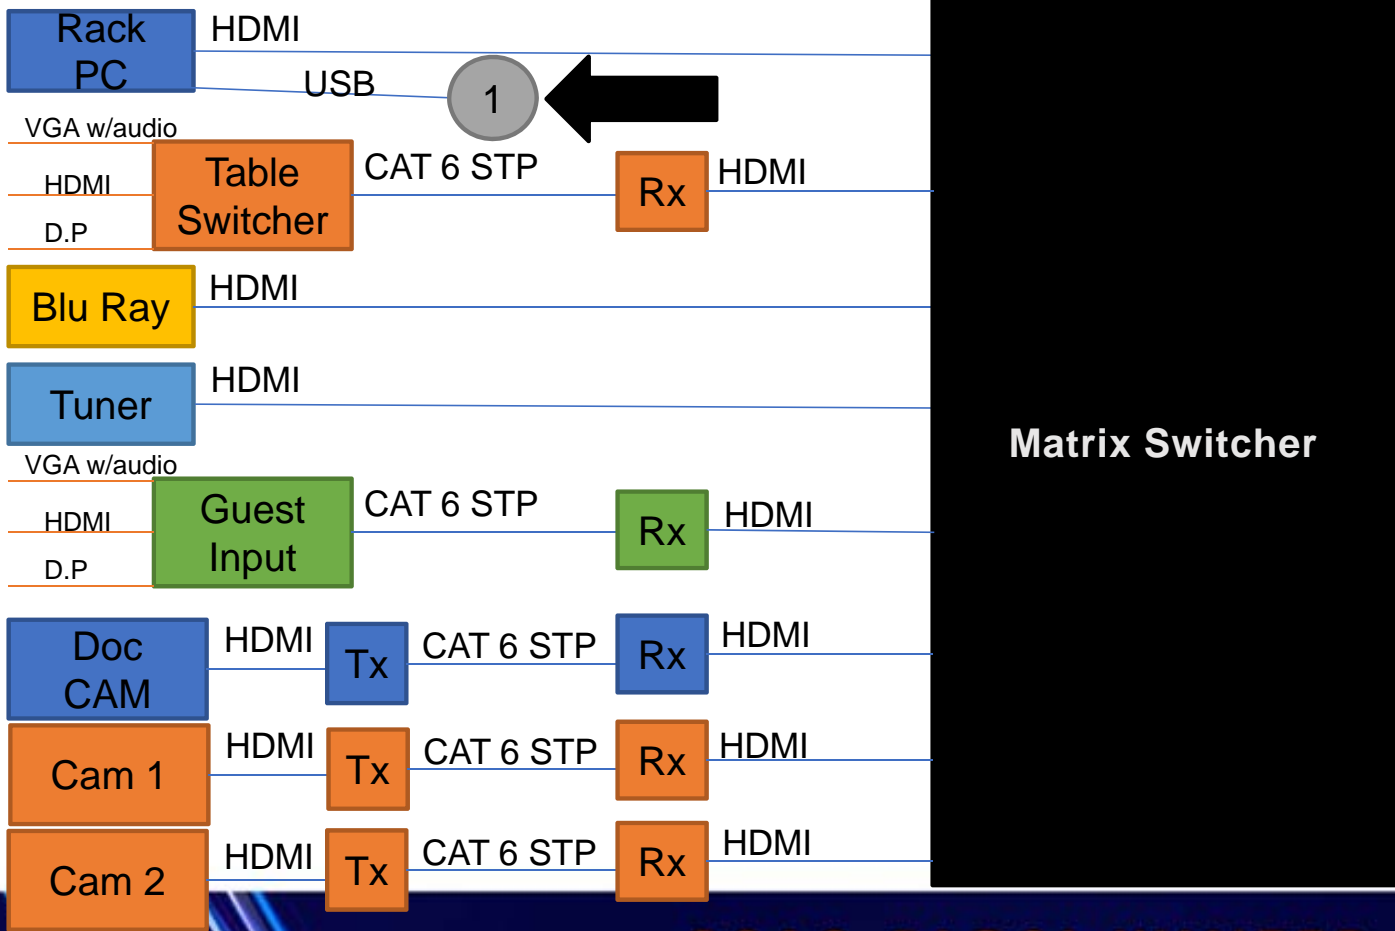 Rack
PC
HDMI
USB
1
VGA w/audio
HDMI
D.P
Table
Switcher
CAT 6 STP
Rx
HDMI
Blu Ray
HDMI
Tuner
HDMI
Matrix Switcher
VGA w/audio
HDMI
D.P
Guest
Input
CAT 6 STP
Rx
HDMI
Doc
CAM
HDMI
Tx
CAT 6 STP
Rx
HDMI
Cam 1
HDMI
Tx
CAT 6 STP
Rx
HDMI
Cam 2
HDMI
Tx
CAT 6 STP
Rx
HDMI